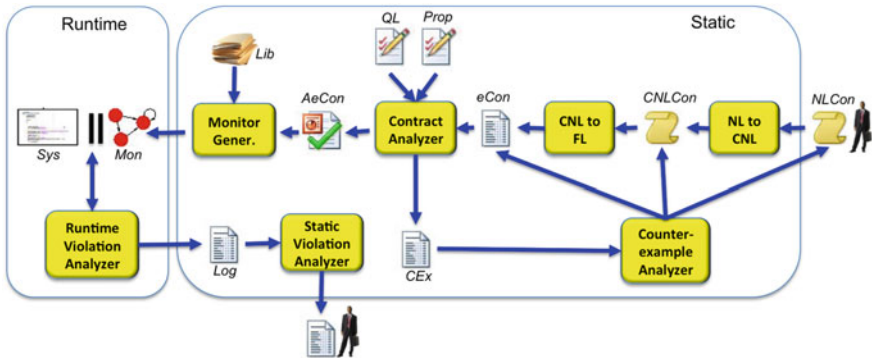 Runtime
Static
QL
Prop
Lib
AeCon
eCon
CNLCon
NLCon
Monitor
Gener.
Contract
Analyzer
CNL to
FL
NL to
CNL
Sys
Mon
Runtime
Violation
Analyzer
Log
Static
Violation
Analyzer
CEx
Counter-
example
Analyzer